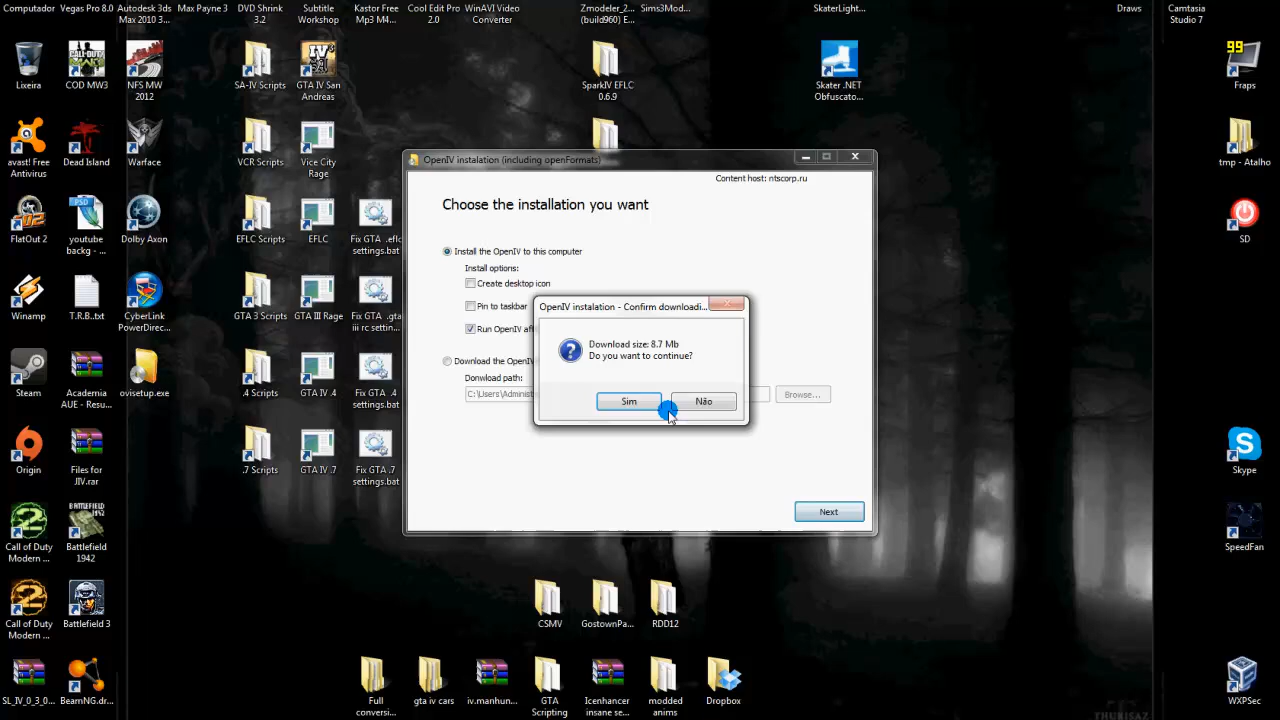 Computador
Vegas Pro 8.0
Autodesk 3ds
Max 2010 3...
Max Payne 3
DVD Shrink
3.2
Subtitle
Workshop
Kastor Free
Mp3 M4...
Cool Edit Pro
2.0
WinAVI Video
Converter
Zmodeler_2...
(build960) E...
Sims3Mod...
SkaterLight...
Draws
Camtasia
Studio 7
Lixeira
COD MW3
NFS MW
2012
SA-IV Scripts
GTA IV San
Andreas
SparkIV EFLC
0.6.9
Skater .NET
Obfuscato...
99
Fraps
avast! Free
Antivirus
Dead Island
Warface
VCR Scripts
Vice City
Rage
tmp - Atalho
OpenIV instalation (including openFormats)
Content host: ntscorp.ru
Choose the installation you want
Install the OpenIV to this computer
Install options:
Create desktop icon
Pin to taskbar
Run OpenIV aft
Download the OpenIV
Donwload path:
C:\Users\Administ
Browse...
Next
OpenIV instalation - Confirm downloadi...
Download size: 8.7 Mb
Do you want to continue?
Sim
Não
FlatOut 2
youtube
backg - ...
Dolby Axon
EFLC Scripts
EFLC
Fix GTA .eflc
settings.bat
SD
Winamp
T.R.B..txt
CyberLink
PowerDirec...
GTA 3 Scripts
GTA III Rage
Fix GTA .gta
iii rc settin...
Steam
Academia
AUE - Resu...
ovisetup.exe
.4 Scripts
GTA IV .4
Fix GTA .4
settings.bat
Origin
Files for
JIV.rar
.7 Scripts
GTA IV .7
Fix GTA .7
settings.bat
Skype
Call of Duty
Modern ...
Battlefield
1942
SpeedFan
Call of Duty
Modern ...
Battlefield 3
CSMV
GostownPa...
RDD12
SL_IV_0_3_0...
BeamNG.dr...
Full
conversi...
gta iv cars
iv.manhun...
GTA
Scripting
Icenhancer
insane se...
modded
anims
Dropbox
WXPSec